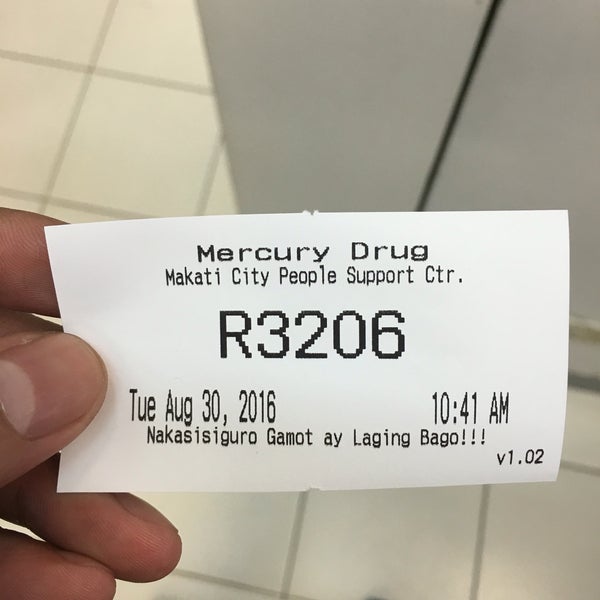 Mercury Drug
Makati City People Support Ctr.
R3206
Tue Aug 30, 2016 10:41 AM
Nakasisiguro Gamot ay Laging Bago!!!
v1.02